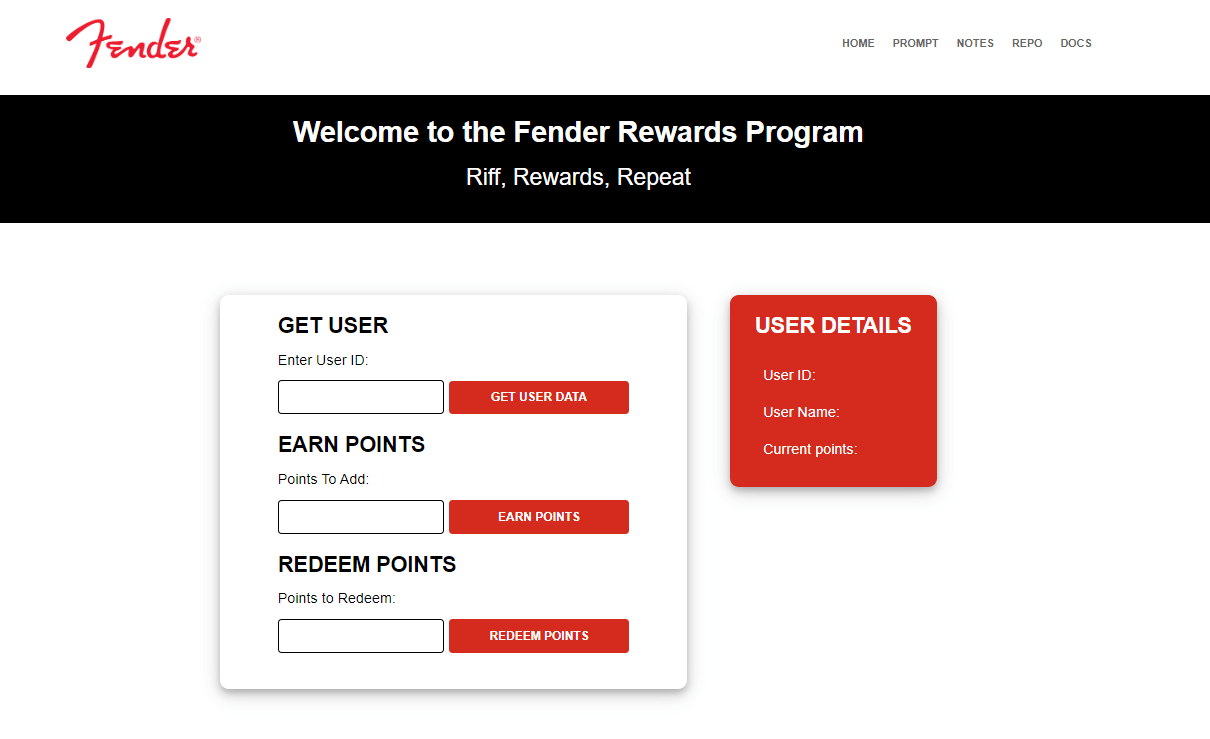 Fender®
HOME PROMPT NOTES REPO DOCS
Welcome to the Fender Rewards Program
Riff, Rewards, Repeat
GET USER
Enter User ID:
GET USER DATA
EARN POINTS
Points To Add:
EARN POINTS
REDEEM POINTS
Points to Redeem:
REDEEM POINTS
USER DETAILS
User ID:
User Name:
Current points: